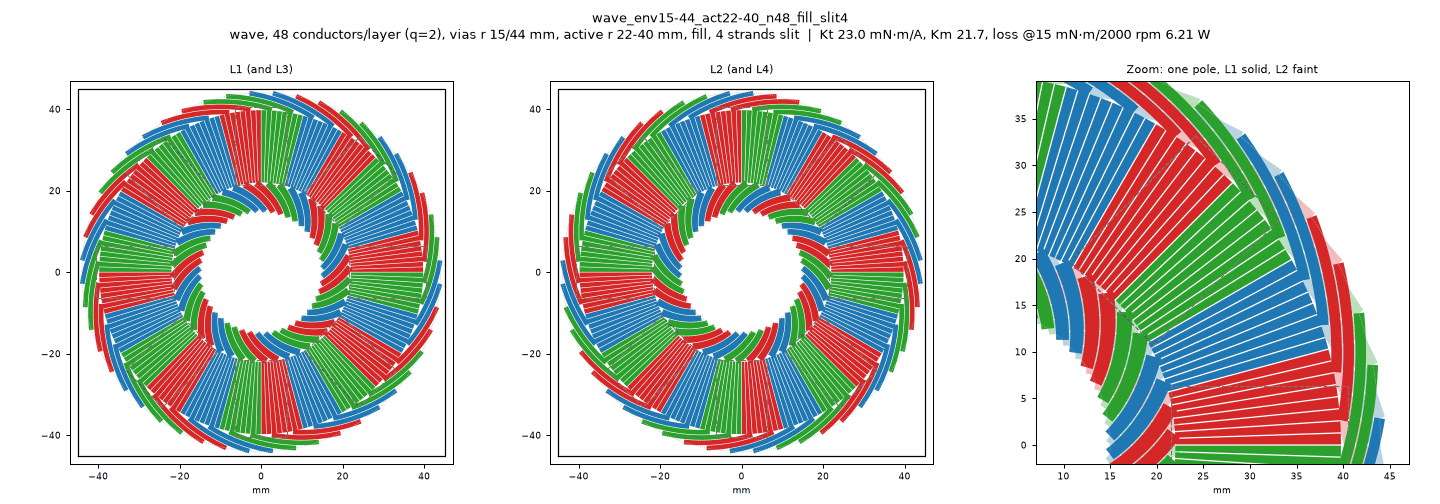 wave_env15-44_act22-40_n48_fill_slit4
wave, 48 conductors/layer (q=2), vias r 15/44 mm, active r 22-40 mm, fill, 4 strands slit | Kt 23.0 mN·m/A, Km 21.7, loss @15 mN·m/2000 rpm 6.21 W
L1 (and L3)
40
20
0
−20
−40
−40 −20 0 20 40
mm
L2 (and L4)
40
20
0
−20
−40
−40 −20 0 20 40
mm
Zoom: one pole, L1 solid, L2 faint
35
30
25
20
15
10
5
0
10 15 20 25 30 35 40 45
mm